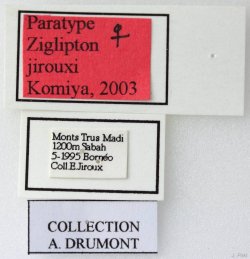 Paratype ♀
Ziglipton
jirouxi
Komiya, 2003
Monts Trus Madi
1200m Sabah
5-1995 Bornéo
Coll.E.Jiroux
COLLECTION
A. DRUMONT